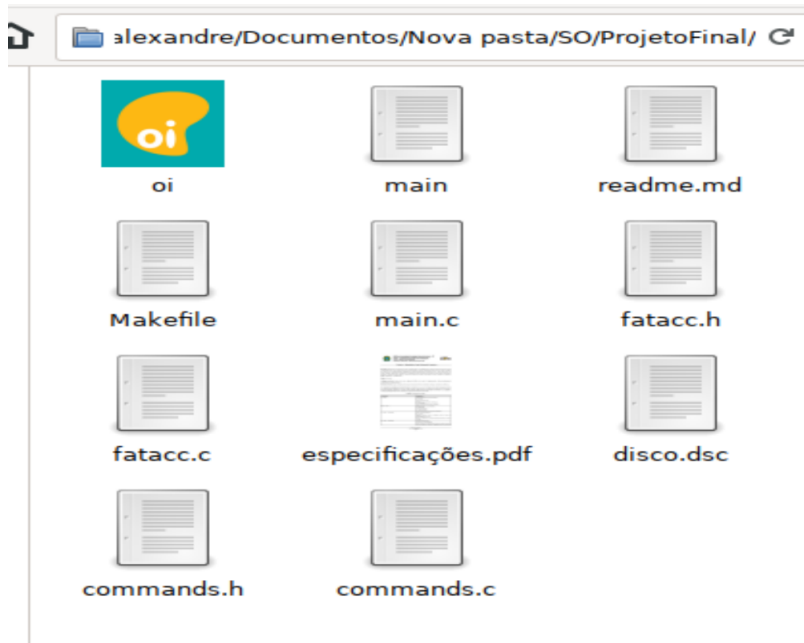 alexandre/Documentos/Nova pasta/SO/ProjetoFinal/
oi
oi main readme.md
Makefile main.c fatacc.h
fatacc.c especificações.pdf disco.dsc
commands.h commands.c